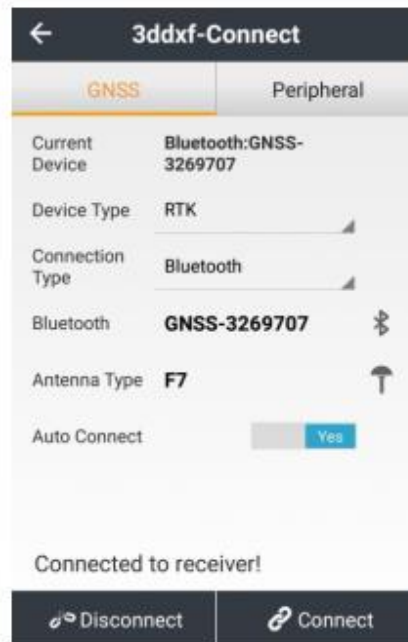 3ddxf-Connect
GNSS
Peripheral
Current
Device
Bluetooth:GNSS-
3269707
Device Type
RTK
Connection
Type
Bluetooth
Bluetooth
GNSS-3269707
Antenna Type
F7
Auto Connect
Yes
Connected to receiver!
Disconnect
Connect